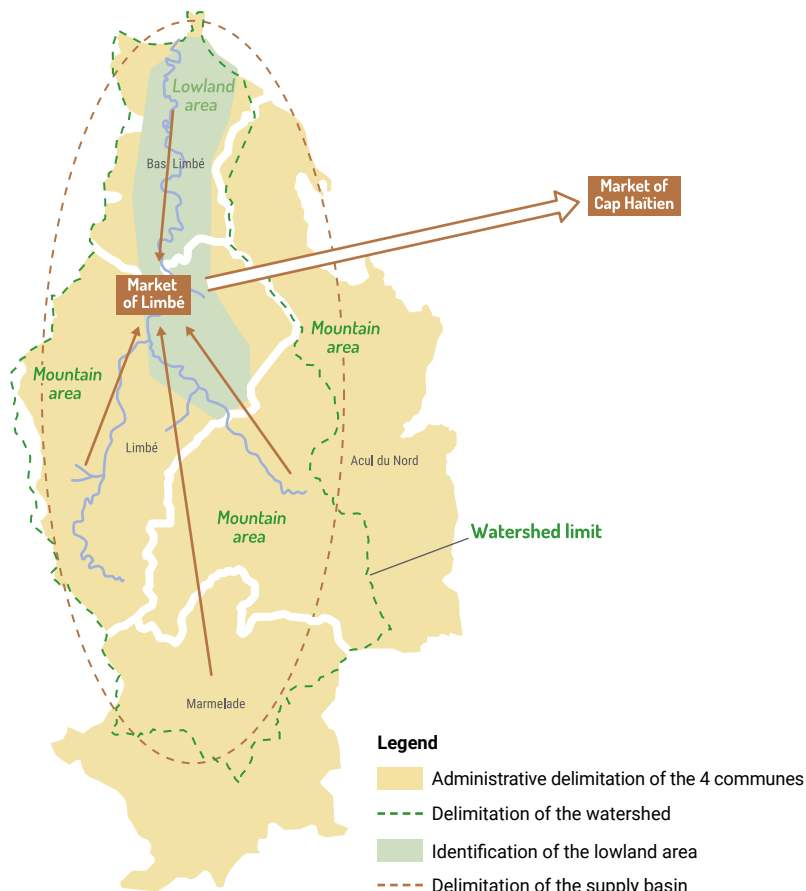 Lowland
area
Bas Limbé
Market of
Cap Haïtien
Market
of Limbé
Mountain
area
Mountain
area
Limbé
Acul du Nord
Mountain
area
Watershed limit
Marmelade
Legend
Administrative delimitation of the 4 communes
Delimitation of the watershed
Identification of the lowland area
Delimitation of the supply basin